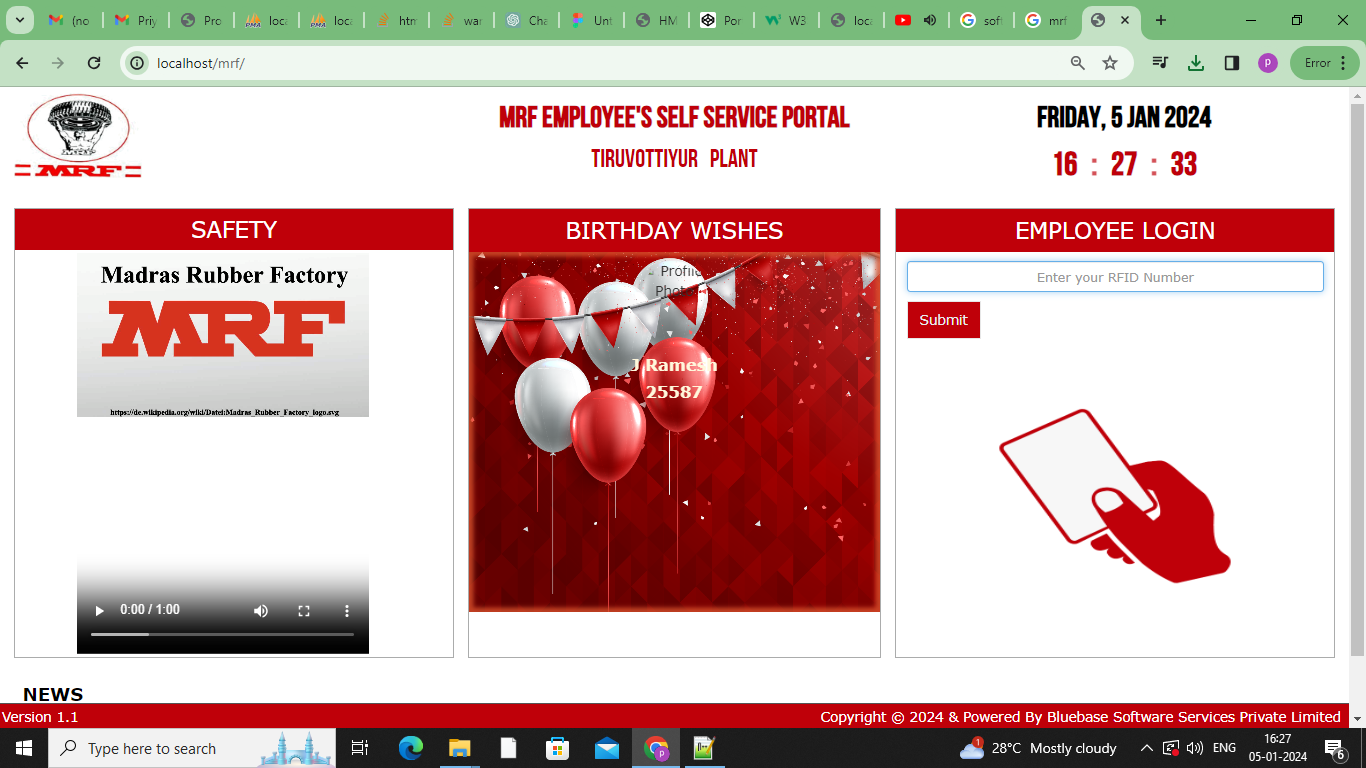 (no
Priy
Pro
loca
loca
htm
war
Cha
Unt
HM
Por
W3
loca
soft
mrf
localhost/mrf/
P
Error
MRF
MRF EMPLOYEE'S SELF SERVICE PORTAL
TIRUVOTTIYUR PLANT
FRIDAY, 5 JAN 2024
16 : 27 : 33
SAFETY
Madras Rubber Factory
MRF
https://de.wikipedia.org/wiki/Datei:Madras_Rubber_Factory_logo.svg
0:00 / 1:00
BIRTHDAY WISHES
Profile
Photo
J Ramesh
25587
EMPLOYEE LOGIN
Enter your RFID Number
Submit
NEWS
Version 1.1
Copyright © 2024 & Powered By Bluebase Software Services Private Limited
Type here to search
28°C Mostly cloudy
ENG
16:27
05-01-2024
6